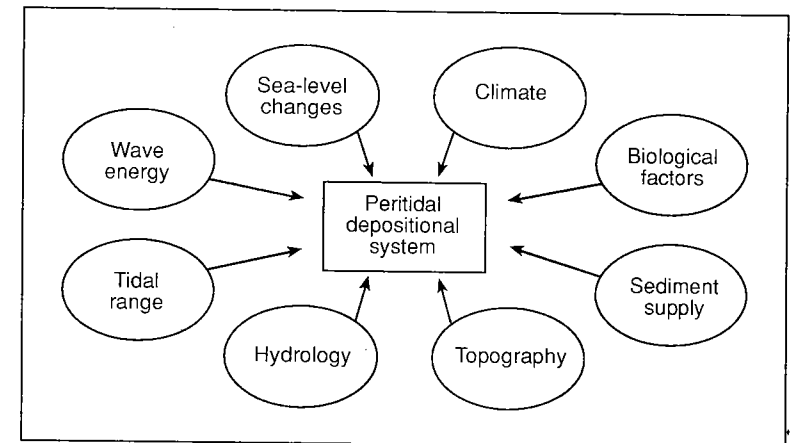 Sea-level
changes
Climate
Wave
energy
Biological
factors
Peritidal
depositional
system
Tidal
range
Sediment
supply
Hydrology
Topography